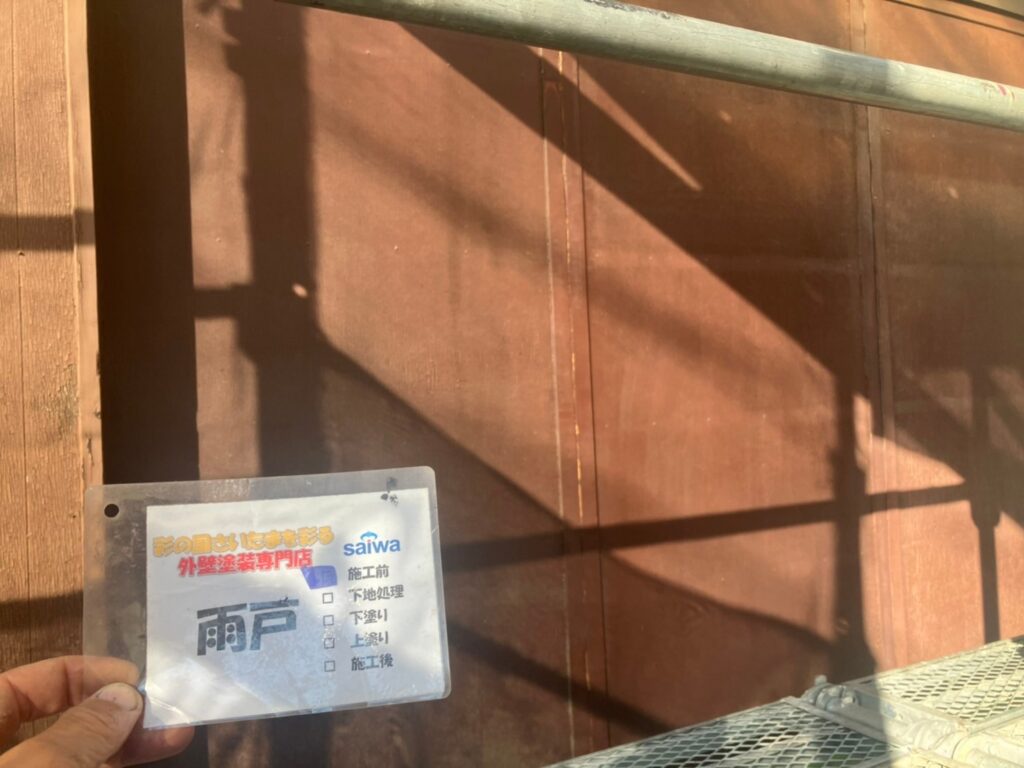 彩の国さいたまを彩る
外壁塗装専門店
saiwa
雨戸
施工前
□ 下地処理
□ 下塗り
□ 上塗り
□ 施工後